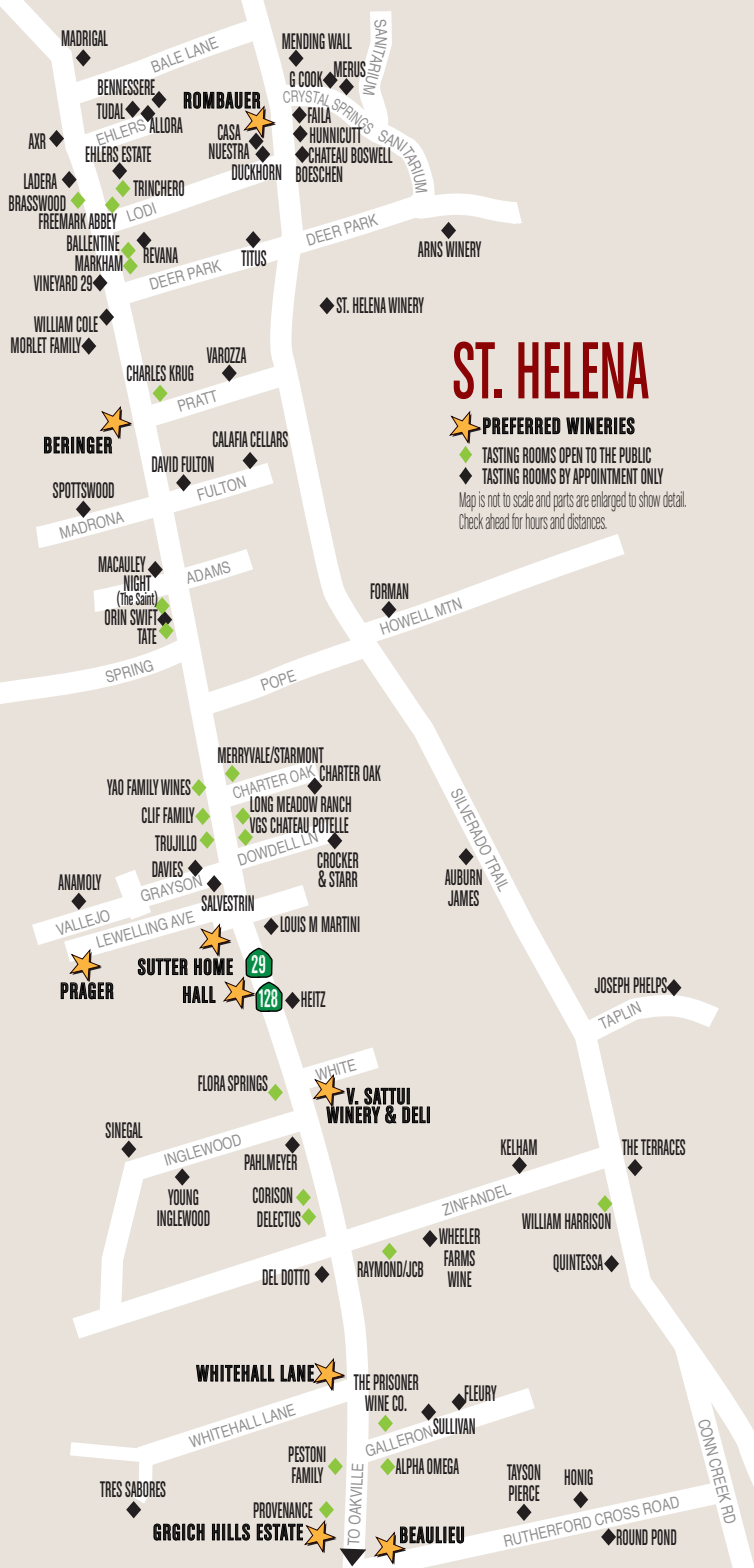 MADRIGAL
BALE LANE
MENDING WALL
SANITARIUM
G COOK
MERUS
BENNESSERE
ROMBAUER
CRYSTAL SPRINGS
TUDAL
ALLORA
FAILA
EHLERS
CASA
NUESTRA
HUNNICUTT
SANITARIUM
AXR
EHLERS ESTATE
CHATEAU BOSWELL
DUCKHORN
BOESCHEN
LADERA
TRINCHERO
BRASSWOOD
FREEMARK ABBEY
LODI
DEER PARK
BALLENTINE
REVANA
TITUS
ARNS WINERY
MARKHAM
DEER PARK
VINEYARD 29
ST. HELENA WINERY
WILLIAM COLE
MORLET FAMILY
VAROZZA
CHARLES KRUG
ST. HELENA
PRATT
PREFERRED WINERIES
BERINGER
CALAFIA CELLARS
TASTING ROOMS OPEN TO THE PUBLIC
DAVID FULTON
TASTING ROOMS BY APPOINTMENT ONLY
SPOTTSWOOD
FULTON
Map is not to scale and parts are enlarged to show detail.
Check ahead for hours and distances.
MADRONA
MACAULEY
ADAMS
NIGHT
(The Saint)
FORMAN
ORIN SWIFT
HOWELL MTN
TATE
SPRING
POPE
MERRYVALE/STARMONT
CHARTER OAK
CHARTER OAK
YAO FAMILY WINES
LONG MEADOW RANCH
CLIF FAMILY
VGS CHATEAU POTELLE
SILVERADO TRAIL
TRUJILLO
DOWDELL LN
CROCKER
& STARR
DAVIES
AUBURN
JAMES
ANAMOLY
GRAYSON
SALVESTRIN
VALLEJO
LEWELLING AVE
LOUIS M MARTINI
SUTTER HOME
29
PRAGER
HALL
128
HEITZ
JOSEPH PHELPS
TAPLIN
WHITE
FLORA SPRINGS
V. SATTUI
WINERY & DELI
SINEGAL
INGLEWOOD
PAHLMEYER
KELHAM
THE TERRACES
YOUNG
INGLEWOOD
CORISON
ZINFANDEL
DELECTUS
WILLIAM HARRISON
WHEELER
FARMS
WINE
DEL DOTTO
RAYMOND/JCB
QUINTESSA
WHITEHALL LANE
THE PRISONER
WINE CO.
FLEURY
WHITEHALL LANE
SULLIVAN
GALLERON
CONN CREEK RD
PESTONI
FAMILY
ALPHA OMEGA
TRES SABORES
TAYSON
PIERCE
HONIG
PROVENANCE
TO OAKVILLE
GRGICH HILLS ESTATE
BEAULIEU
RUTHERFORD CROSS ROAD
ROUND POND